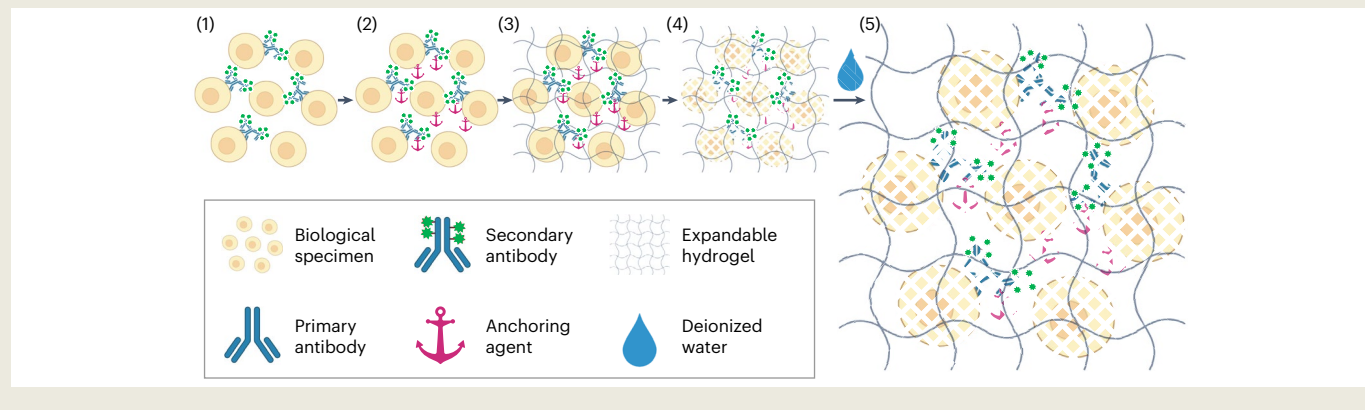 (1)
(2)
(3)
(4)
(5)
Biological
specimen
Secondary
antibody
Expandable
hydrogel
Primary
antibody
Anchoring
agent
Deionized
water